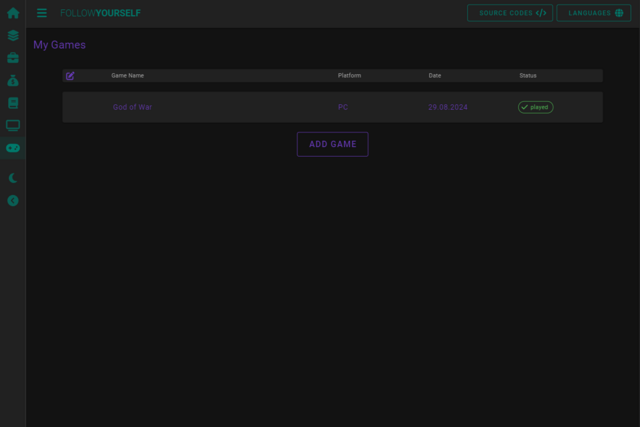 FOLLOWYOURSELF
SOURCE CODES </>
LANGUAGES
My Games
Game Name Platform Date Status
God of War PC 29.08.2024 played
ADD GAME